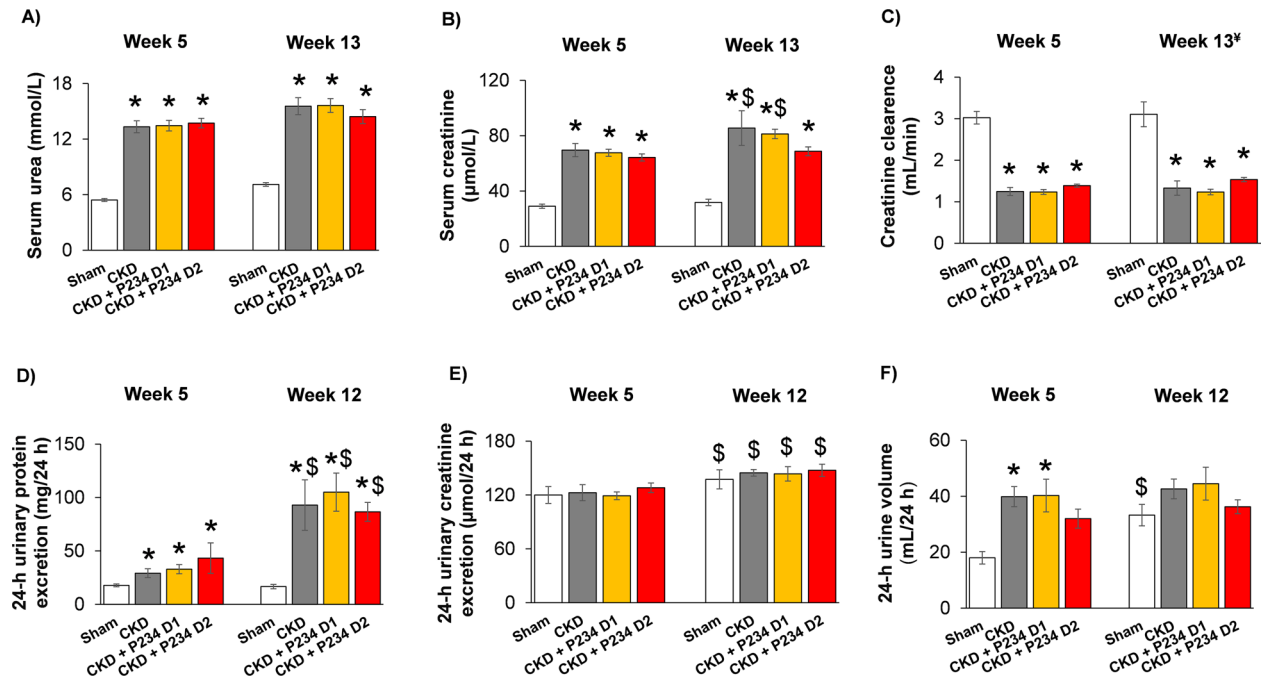 A)
Week 5
Week 13
Serum urea (mmol/L)
18
12
6
0
* * *
* * *
Sham
CKD
CKD + P234 D1
CKD + P234 D2
Sham
CKD
CKD + P234 D1
CKD + P234 D2
B)
Week 5
Week 13
Serum creatinine
(μmol/L)
120
80
40
0
* * *
*$ *$ *
Sham
CKD
CKD + P234 D1
CKD + P234 D2
Sham
CKD
CKD + P234 D1
CKD + P234 D2
C)
Week 5
Week 13¥
Creatinine clearence
(mL/min)
4
3
2
1
0
* * *
* * *
Sham
CKD
CKD + P234 D1
CKD + P234 D2
Sham
CKD
CKD + P234 D1
CKD + P234 D2
D)
Week 5
Week 12
24-h urinary protein
excretion (mg/24 h)
150
100
50
0
* * *
*$ *$ *$
Sham
CKD
CKD + P234 D1
CKD + P234 D2
Sham
CKD
CKD + P234 D1
CKD + P234 D2
E)
Week 5
Week 12
24-h urinary creatinine
excretion (μmol/24 h)
180
120
60
0
$ $ $ $
Sham
CKD
CKD + P234 D1
CKD + P234 D2
Sham
CKD
CKD + P234 D1
CKD + P234 D2
F)
Week 5
Week 12
24-h urine volume
(mL/24 h)
60
40
20
0
* *
$
Sham
CKD
CKD + P234 D1
CKD + P234 D2
Sham
CKD
CKD + P234 D1
CKD + P234 D2